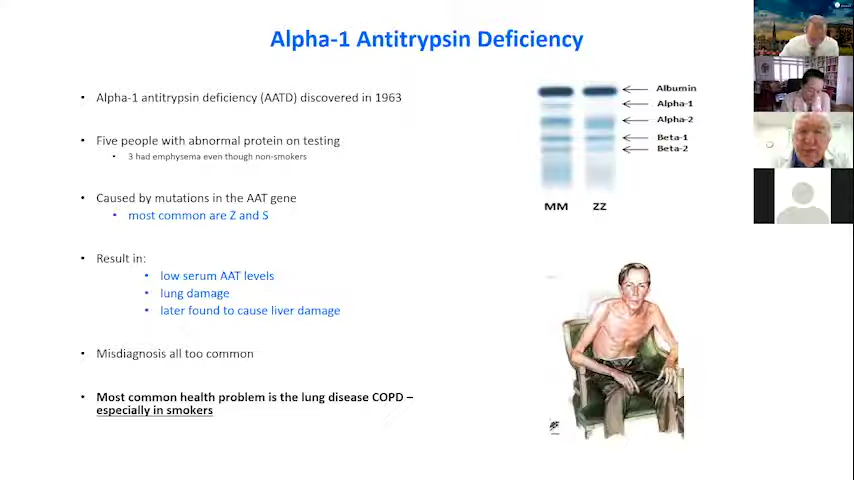 Alpha-1 Antitrypsin Deficiency
• Alpha-1 antitrypsin deficiency (AATD) discovered in 1963
• Five people with abnormal protein on testing
• 3 had emphysema even though non-smokers
• Caused by mutations in the AAT gene
• most common are Z and S
• Result in:
• low serum AAT levels
• lung damage
• later found to cause liver damage
• Misdiagnosis all too common
• Most common health problem is the lung disease COPD –
especially in smokers
Albumin
Alpha-1
Alpha-2
Beta-1
Beta-2
MM ZZ